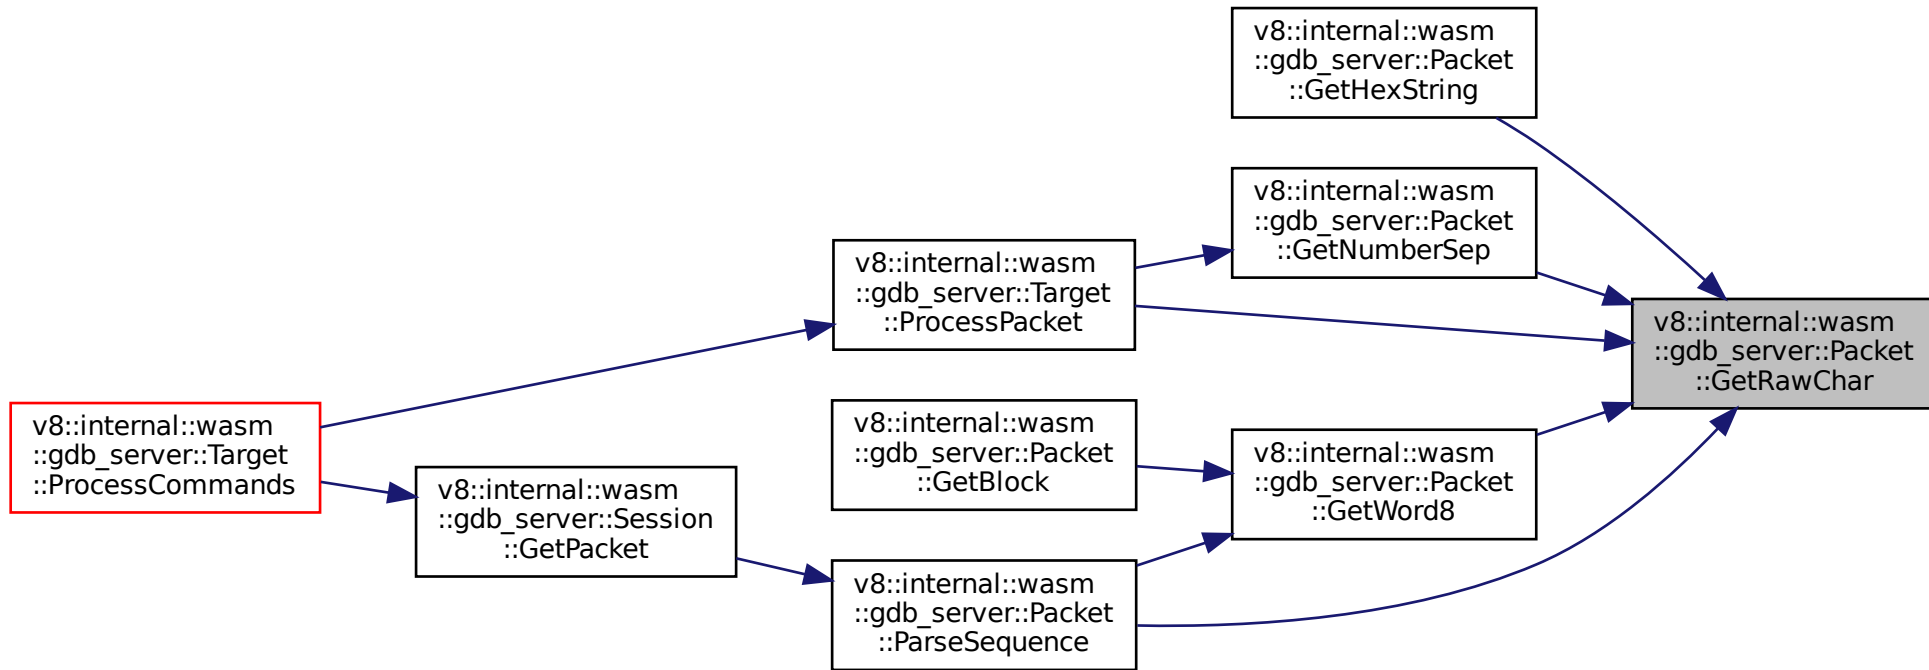 v8::internal::wasm
::gdb_server::Packet
::GetHexString
v8::internal::wasm
::gdb_server::Packet
::GetNumberSep
v8::internal::wasm
::gdb_server::Target
::ProcessPacket
v8::internal::wasm
::gdb_server::Packet
::GetRawChar
v8::internal::wasm
::gdb_server::Target
::ProcessCommands
v8::internal::wasm
::gdb_server::Packet
::GetBlock
v8::internal::wasm
::gdb_server::Packet
::GetWord8
v8::internal::wasm
::gdb_server::Session
::GetPacket
v8::internal::wasm
::gdb_server::Packet
::ParseSequence